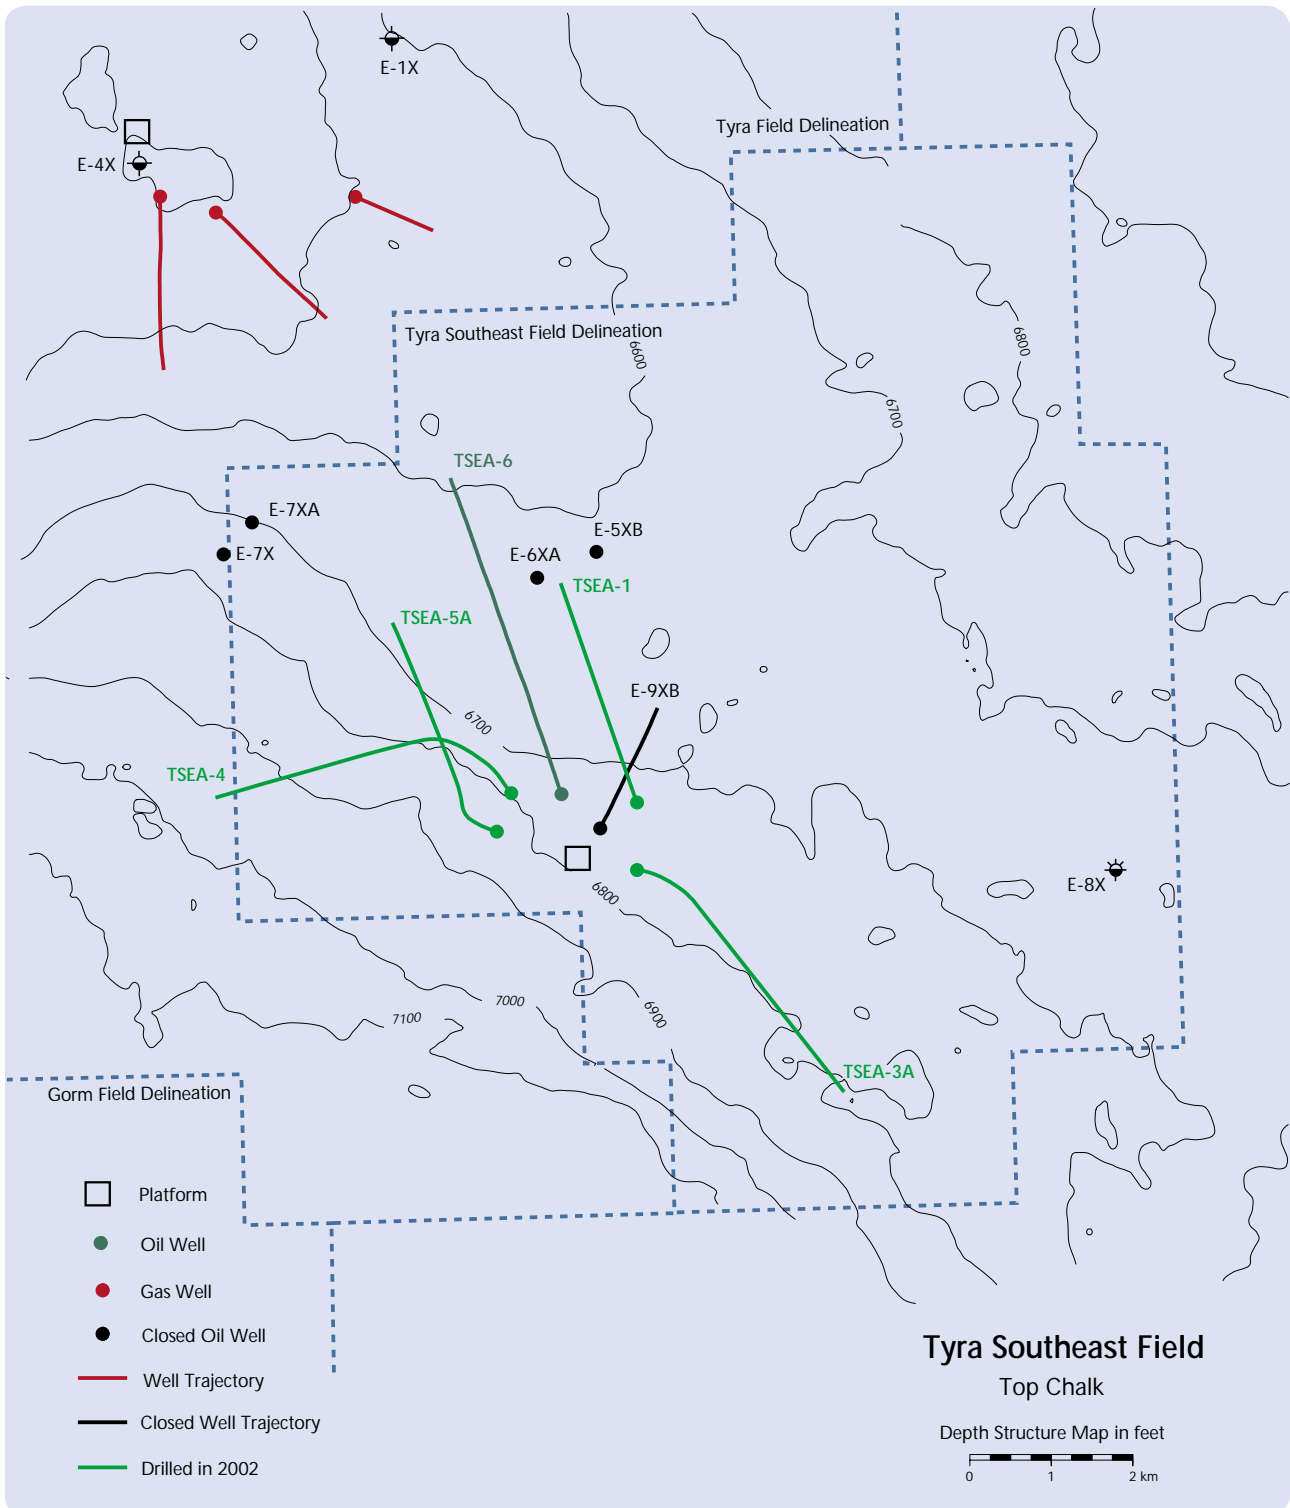 E-1X
Tyra Field Delineation
E-4X
Tyra Southeast Field Delineation
6600
6800
6700
TSEA-6
E-7XA
E-5XB
E-7X
E-6XA
TSEA-1
TSEA-5A
E-9XB
6700
TSEA-4
E-8X
6800
7000
6900
7100
TSEA-3A
Gorm Field Delineation
Platform
Oil Well
Gas Well
Closed Oil Well
Well Trajectory
Closed Well Trajectory
Drilled in 2002
Tyra Southeast Field
Top Chalk
Depth Structure Map in feet
0 1 2 km